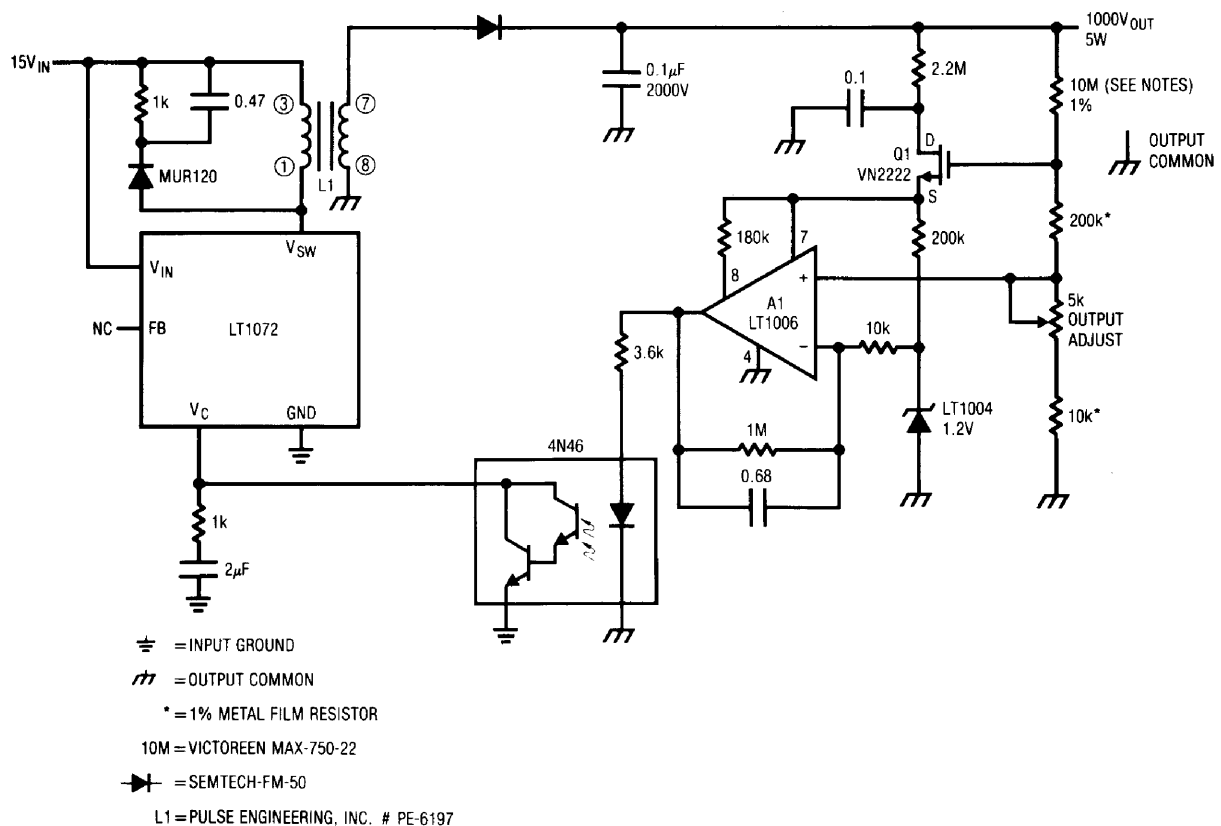 15V_IN
1k
0.47
③
①
L1
⑦
⑧
MUR120
V_SW
V_IN
NC
FB
LT1072
V_C
GND
1k
2µF
0.1µF
2000V
0.1
2.2M
1000V_OUT
5W
10M (SEE NOTES)
1%
OUTPUT
COMMON
D
Q1
VN2222
S
200k*
180k
7
200k
8
+
A1
LT1006
4
−
5k
OUTPUT
ADJUST
10k
3.6k
LT1004
1.2V
10k*
1M
0.68
4N46
= INPUT GROUND
= OUTPUT COMMON
* = 1% METAL FILM RESISTOR
10M = VICTOREEN MAX-750-22
= SEMTECH-FM-50
L1 = PULSE ENGINEERING, INC. # PE-6197